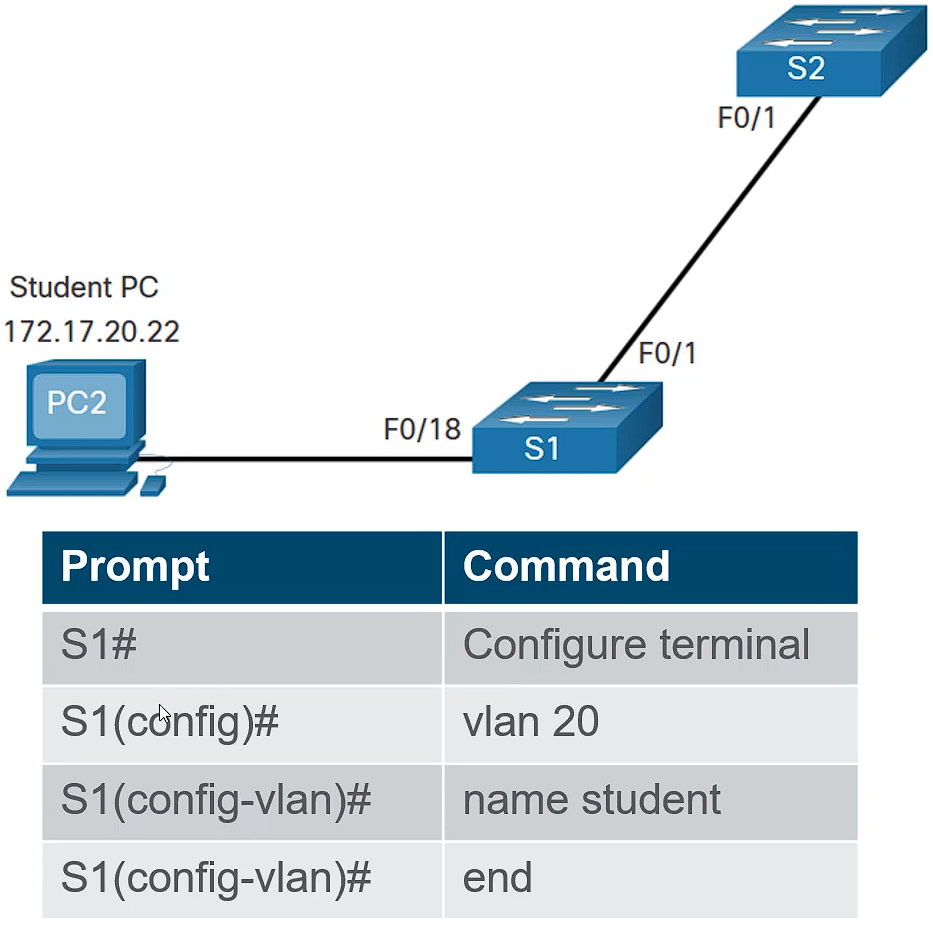 S2
F0/1
Student PC
172.17.20.22
F0/1
PC2
F0/18
S1
Prompt Command
S1# Configure terminal
S1(config)# vlan 20
S1(config-vlan)# name student
S1(config-vlan)# end